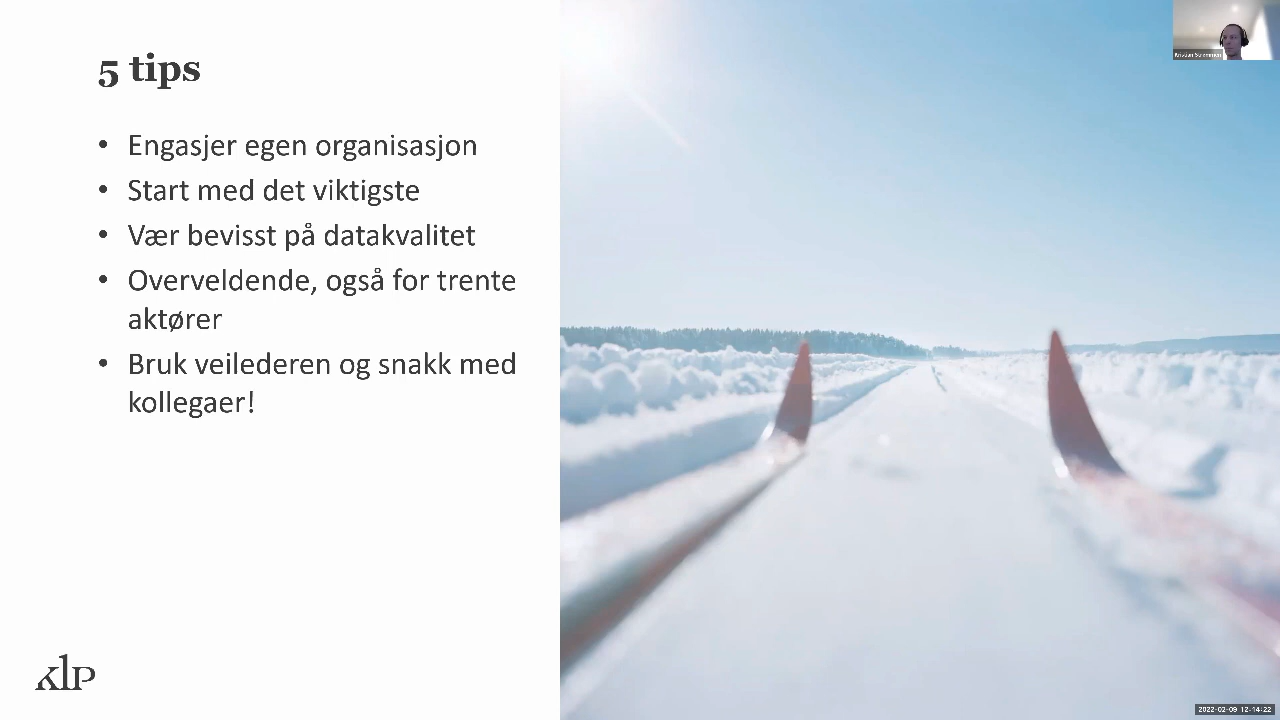 5 tips
• Engasjer egen organisasjon
• Start med det viktigste
• Vær bevisst på datakvalitet
• Overveldende, også for trente
aktører
• Bruk veilederen og snakk med
kollegaer!
klp
2022-02-09 12:14:22